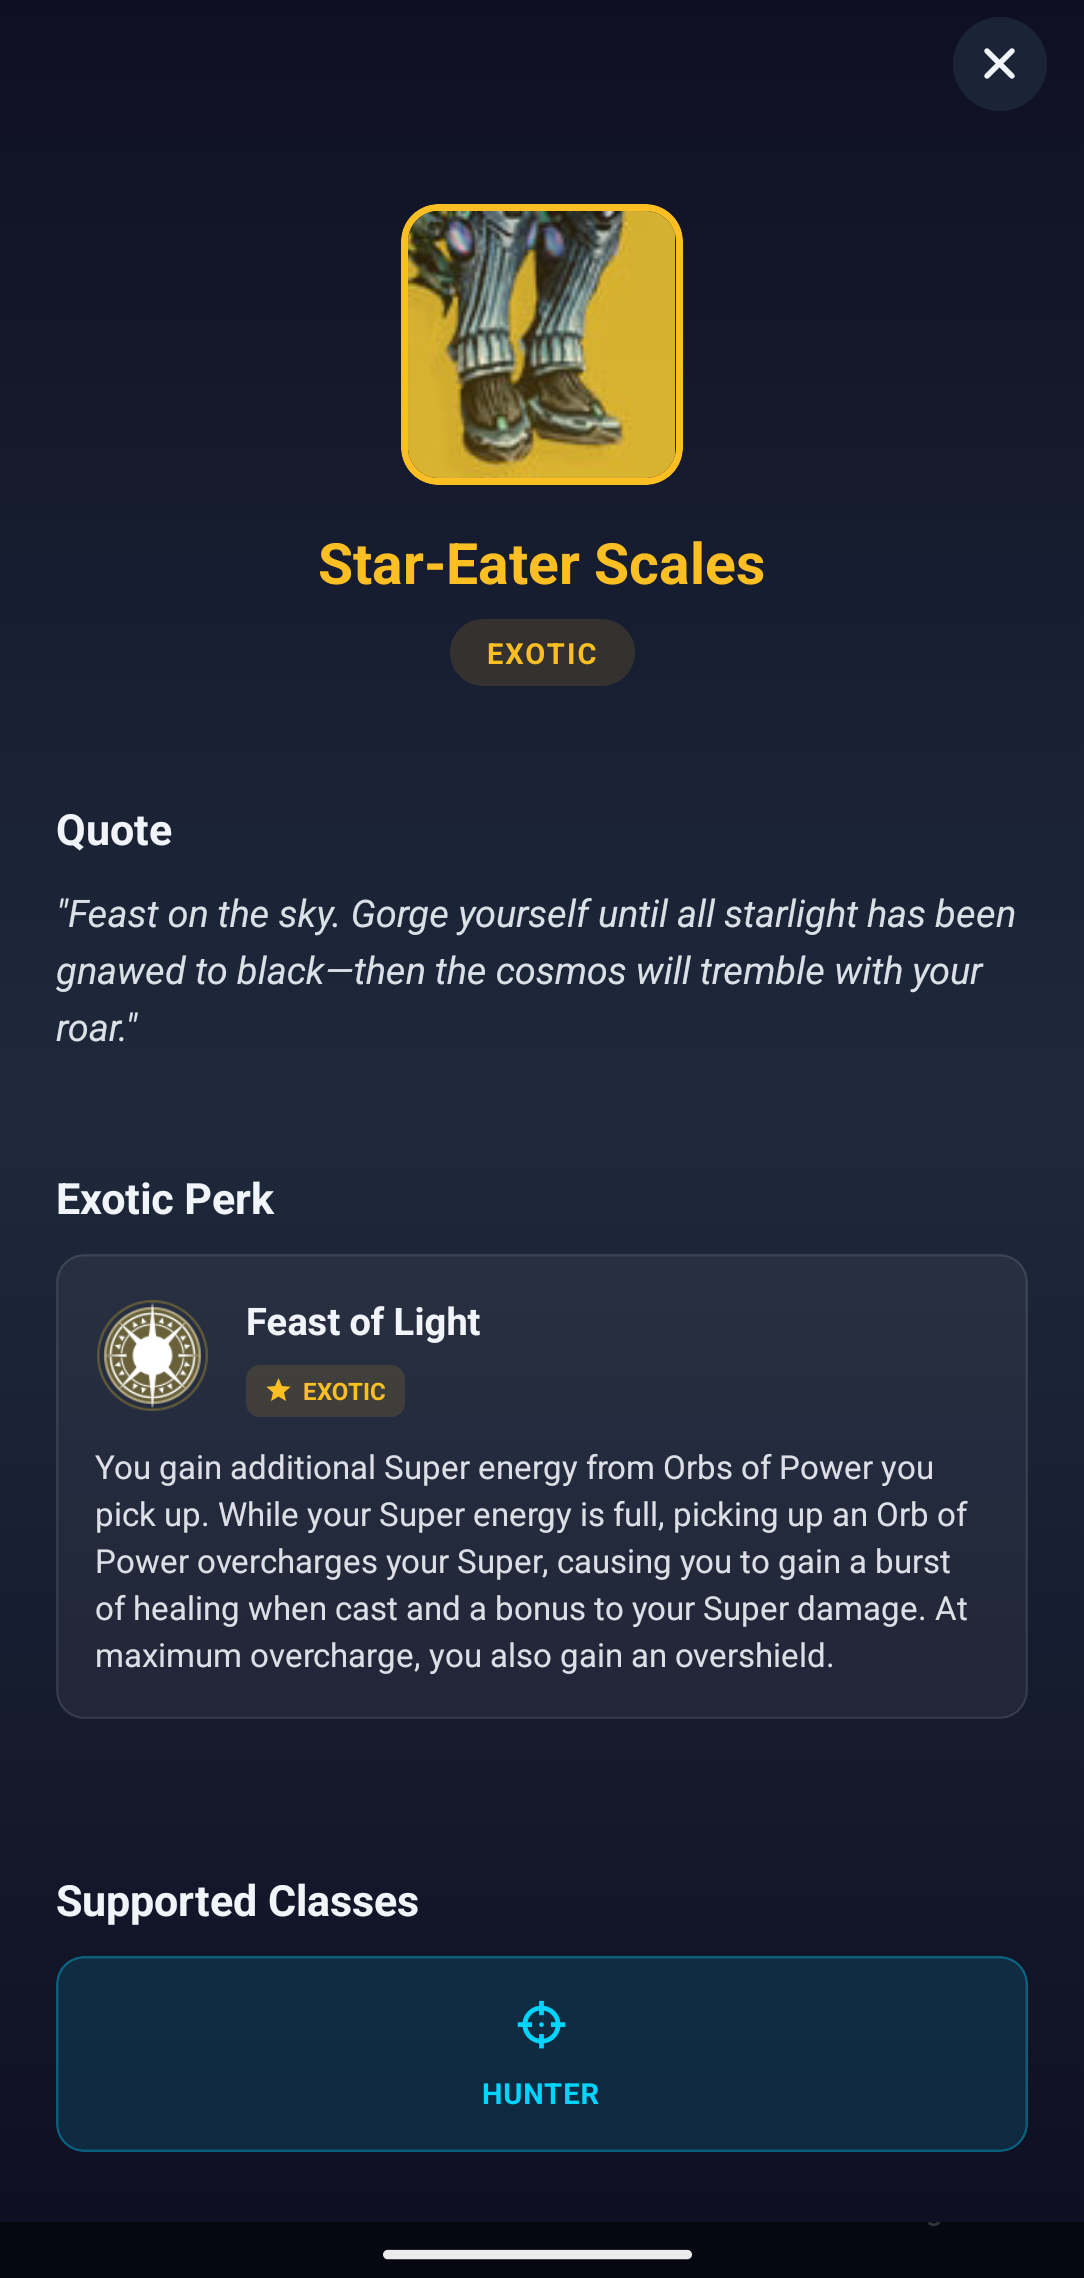 Star-Eater Scales
EXOTIC
Quote
"Feast on the sky. Gorge yourself until all starlight has been
gnawed to black—then the cosmos will tremble with your
roar."
Exotic Perk
Feast of Light
EXOTIC
You gain additional Super energy from Orbs of Power you
pick up. While your Super energy is full, picking up an Orb of
Power overcharges your Super, causing you to gain a burst
of healing when cast and a bonus to your Super damage. At
maximum overcharge, you also gain an overshield.
Supported Classes
HUNTER